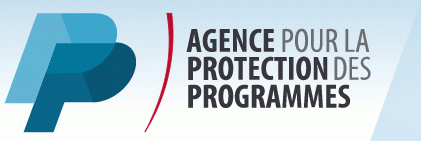 AGENCE POUR LA
PROTECTION DES
PROGRAMMES